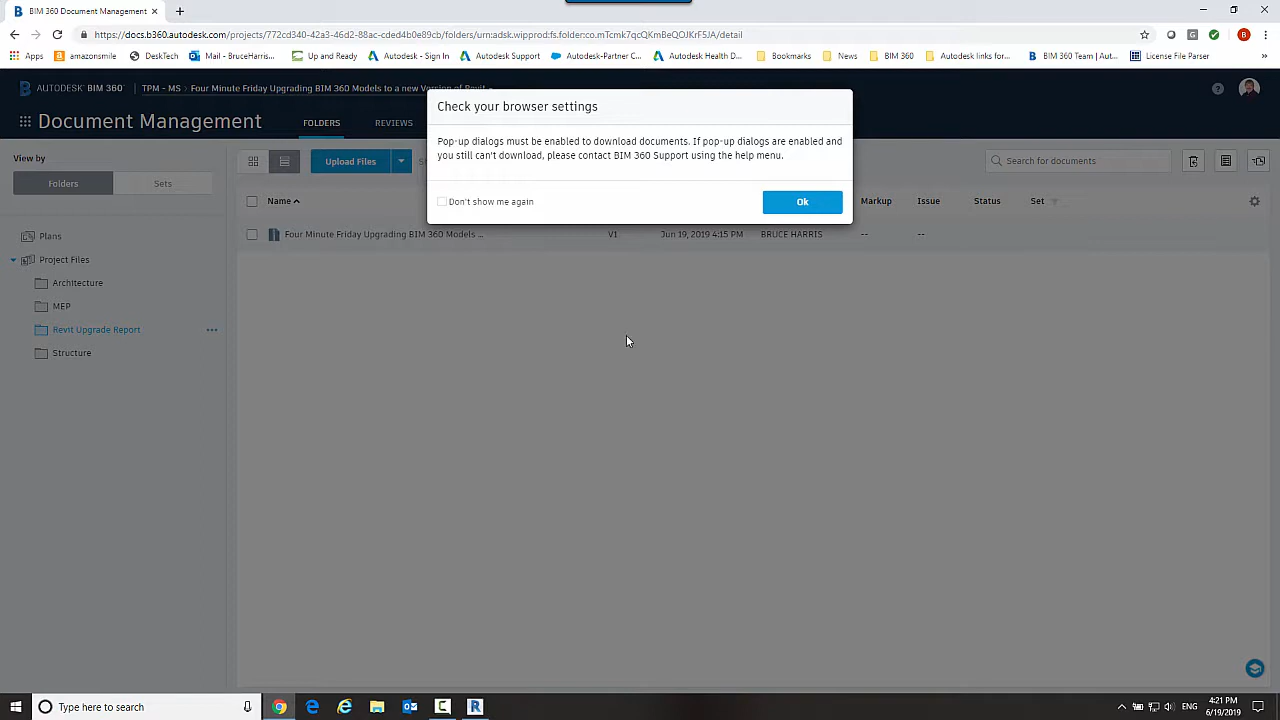 BIM 360 Document Management
https://docs.b360.autodesk.com/projects/772cd340-42a3-46d2-88ac-cded4b0e89cb/folders/urn:adsk.wipprod:fs.folder:co.mTcmk7qcQKmBeQOJKrF5JA/detail
Apps amazonsmile DeskTech Mail - BruceHarris... Up and Ready Autodesk - Sign In Autodesk Support Autodesk-Partner C... Autodesk Health D... Bookmarks News BIM 360 Autodesk links for... BIM 360 Team | Aut... License File Parser »
AUTODESK® BIM 360™ TPM - MS > Four Minute Friday Upgrading BIM 360 Models to a new Version of Revit
Document Management FOLDERS REVIEWS
Check your browser settings
Pop-up dialogs must be enabled to download documents. If pop-up dialogs are enabled and
you still can't download, please contact BIM 360 Support using the help menu.
Don't show me again Ok
View by
Folders Sets
Upload Files
Search for documents
Name Markup Issue Status Set
Four Minute Friday Upgrading BIM 360 Models ... V1 Jun 19, 2019 4:15 PM BRUCE HARRIS -- --
Plans
Project Files
Architecture
MEP
Revit Upgrade Report
Structure
Type here to search
ENG
4:21 PM
6/19/2019